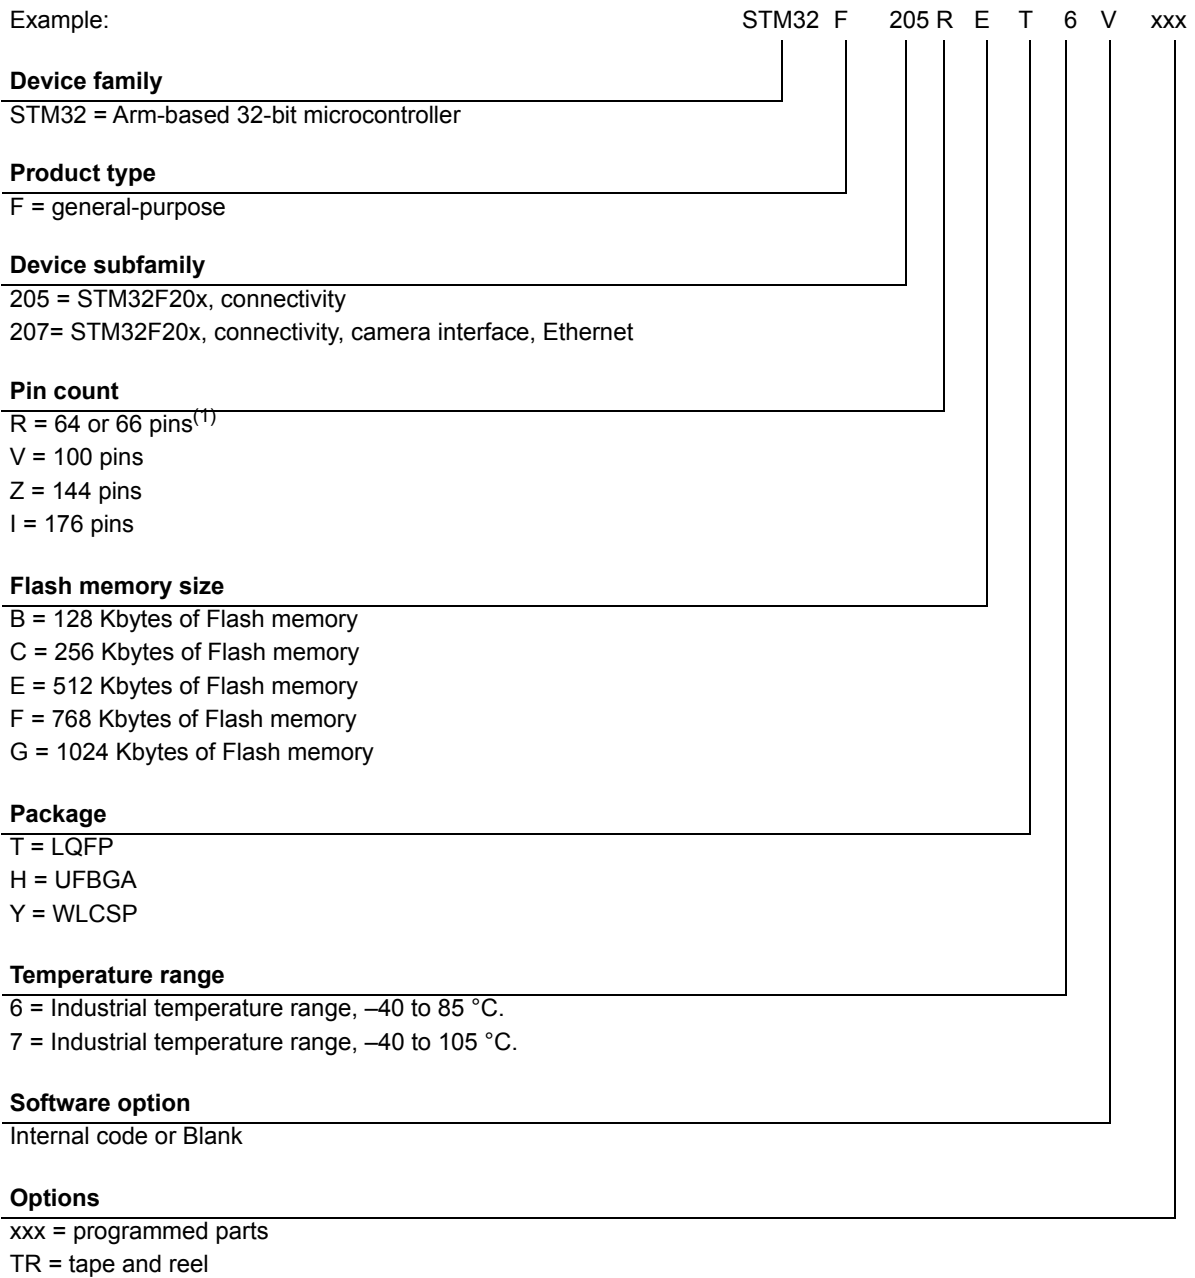 Example: STM32 F 205 R E T 6 V xxx
Device family
STM32 = Arm-based 32-bit microcontroller
Product type
F = general-purpose
Device subfamily
205 = STM32F20x, connectivity
207= STM32F20x, connectivity, camera interface, Ethernet
Pin count
R = 64 or 66 pins(1)
V = 100 pins
Z = 144 pins
I = 176 pins
Flash memory size
B = 128 Kbytes of Flash memory
C = 256 Kbytes of Flash memory
E = 512 Kbytes of Flash memory
F = 768 Kbytes of Flash memory
G = 1024 Kbytes of Flash memory
Package
T = LQFP
H = UFBGA
Y = WLCSP
Temperature range
6 = Industrial temperature range, –40 to 85 °C.
7 = Industrial temperature range, –40 to 105 °C.
Software option
Internal code or Blank
Options
xxx = programmed parts
TR = tape and reel